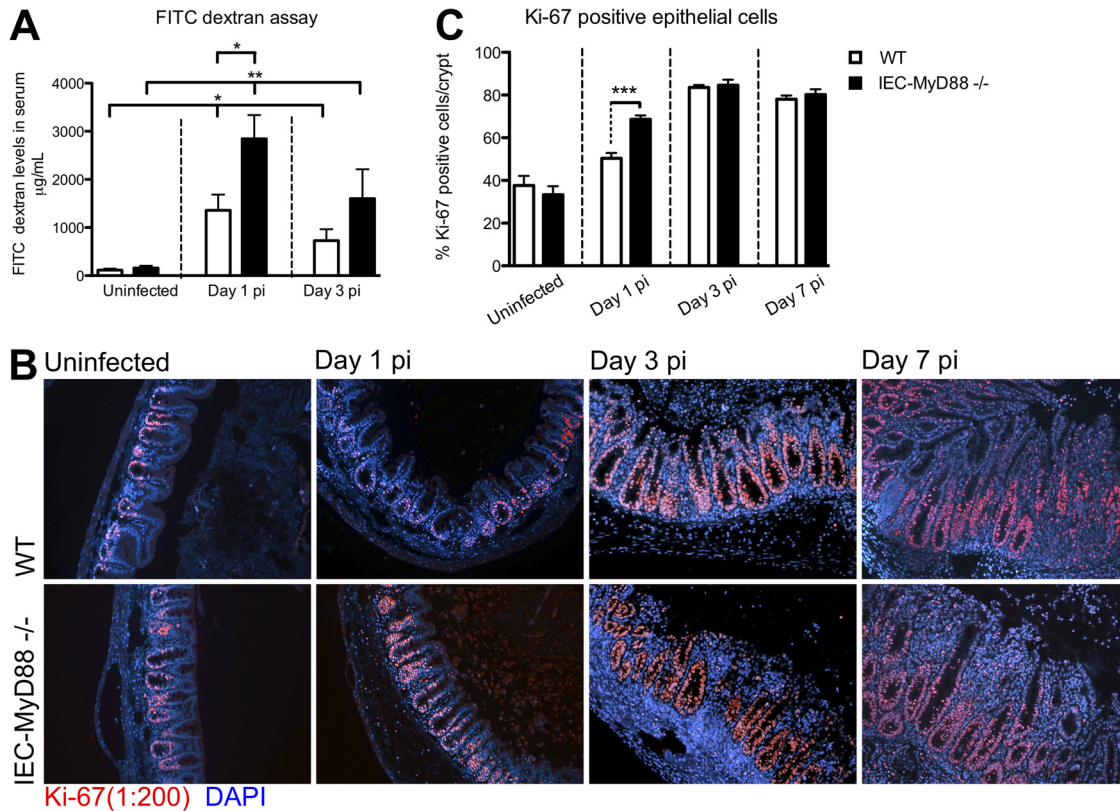 A
FITC dextran assay
FITC dextran levels in serum
µg/mL
4000
3000
2000
1000
0
*
**
*
Uninfected
Day 1 pi
Day 3 pi
C
Ki-67 positive epithelial cells
% Ki-67 positive cells/crypt
100
80
60
40
20
0
***
Uninfected
Day 1 pi
Day 3 pi
Day 7 pi
WT
IEC-MyD88 -/-
B
Uninfected
Day 1 pi
Day 3 pi
Day 7 pi
WT
IEC-MyD88 -/-
Ki-67(1:200) DAPI